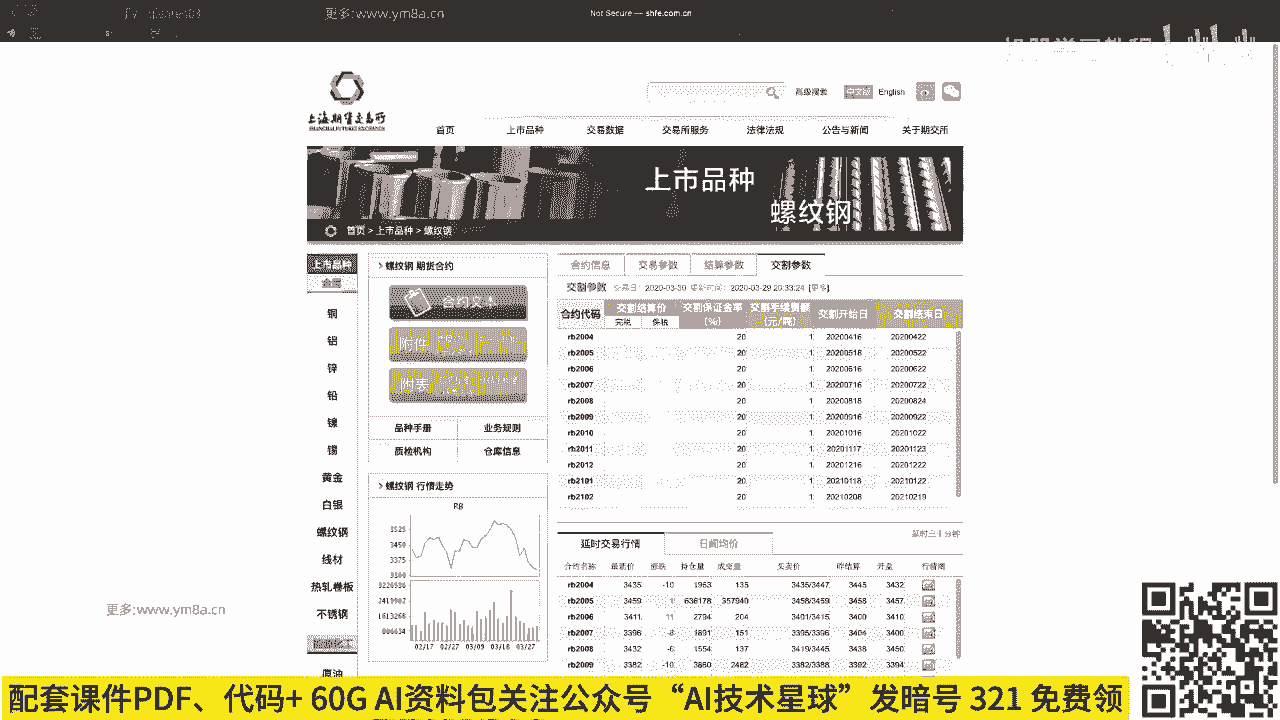 更多:www.ym8a.cn
Not Secure — shfe.com.cn
上海期货交易所
SHANGHAI FUTURES EXCHANGE
高级搜索 中文版 English
首页 上市品种 交易数据 交易所服务 法律法规 公告与新闻 关于期交所
上市品种
螺纹钢
首页 > 上市品种 > 螺纹钢
上市品种
金属
铜
铝
锌
铅
镍
锡
黄金
白银
螺纹钢
线材
热轧卷板
不锈钢
原油
> 螺纹钢 期货合约
合约文本
附件
附表
品种手册 业务规则
质检机构 仓库信息
> 螺纹钢 行情走势
RB
3525
3450
3375
3300
3226536
2419902
1613268
806634
02/17 02/27 03/09 03/18 03/27
合约信息 交易参数 结算参数 交割参数
交割参数 交易日: 2020-03-30 更新时间: 2020-03-29 20:33:24 [更多]
合约代码 交割结算价 交割保证金率 (%) 交割手续费额 (元/吨) 交割开始日 交割结束日
完税 保税
rb2004 20 1 20200416 20200422
rb2005 20 1 20200518 20200522
rb2006 20 1 20200616 20200622
rb2007 20 1 20200716 20200722
rb2008 20 1 20200818 20200824
rb2009 20 1 20200916 20200922
rb2010 20 1 20201016 20201022
rb2011 20 1 20201117 20201123
rb2012 20 1 20201216 20201222
rb2101 20 1 20210118 20210122
rb2102 20 1 20210208 20210219
延时交易行情 日间均价
延时三十分钟
合约名称 最新价 涨跌 持仓量 成交量 买卖价 昨结算 开盘 行情图
rb2004 3435 -10 1963 135 3435/3447 3445 3432
rb2005 3459 1 636178 357940 3458/3459 3458 3457
rb2006 3411 11 2794 204 3401/3415 3400 3410
rb2007 3396 -8 1891 151 3395/3396 3404 3400
rb2008 3432 -6 1554 137 3419/3445 3438 3450
rb2009 3382 -10 3860 2462 3382/3388 3392 3394
更多:www.ym8a.cn
配套课件PDF、代码+ 60G AI资料包关注公众号“AI技术星球”发暗号 321 免费领